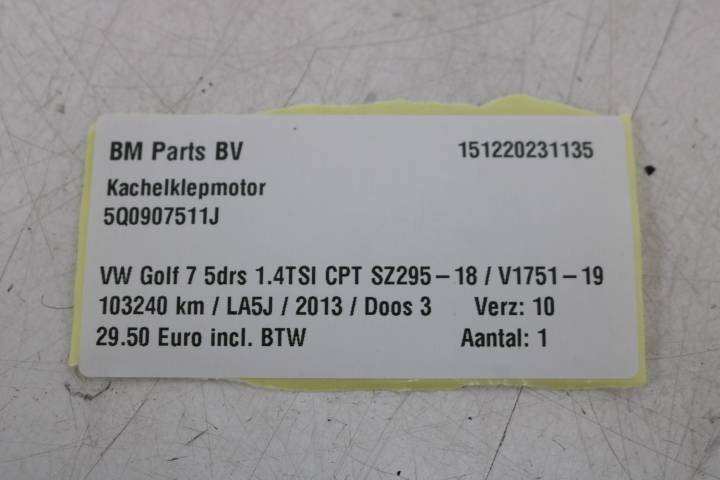 BM Parts BV 151220231135
Kachelklepmotor
5Q0907511J
VW Golf 7 5drs 1.4TSI CPT SZ295-18 / V1751-19
103240 km / LA5J / 2013 / Doos 3 Verz: 10
29.50 Euro incl. BTW Aantal: 1